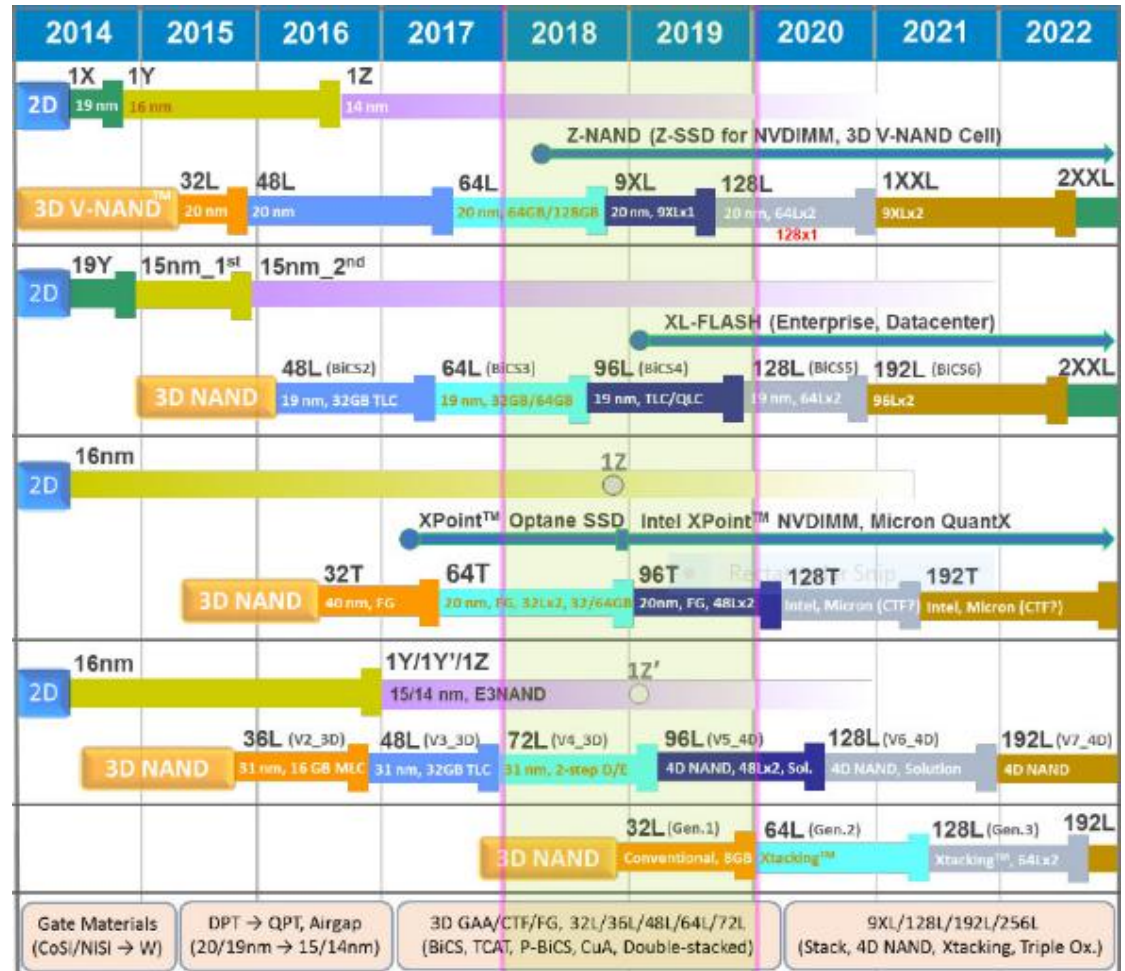 2014 2015 2016 2017 2018 2019 2020 2021 2022
1X 1Y 1Z
2D 19 nm 16 nm 14 nm
Z-NAND (Z-SSD for NVDIMM, 3D V-NAND Cell)
32L 48L 64L 9XL 128L 1XXL 2XXL
3D V-NAND™ 20 nm 20 nm 20 nm, 64GB/128GB 20 nm, 9XLx1 20 nm, 64Lx2 9XLx2
128x1
19Y 15nm_1st 15nm_2nd
2D
XL-FLASH (Enterprise, Datacenter)
48L (BiCS2) 64L (BiCS3) 96L (BiCS4) 128L (BiCS5) 192L (BiCS6) 2XXL
3D NAND 19 nm, 32GB TLC 19 nm, 32GB/64GB 19 nm, TLC/QLC 19 nm, 64Lx2 96Lx2
16nm 1Z
2D
XPoint™ Optane SSD Intel XPoint™ NVDIMM, Micron QuantX
Rectangular Snip
32T 64T 96T 128T 192T
3D NAND 40 nm, FG 20 nm, FG, 32Lx2, 32/64GB 20nm, FG, 48Lx2 Intel, Micron (CTF?) Intel, Micron (CTF?)
16nm 1Y/1Y'/1Z 1Z'
2D 15/14 nm, E3NAND
36L (V2_3D) 48L (V3_3D) 72L (V4_3D) 96L (V5_4D) 128L (V6_4D) 192L (V7_4D)
3D NAND 31 nm, 16 GB MLC 31 nm, 32GB TLC 31 nm, 2-step D/E 4D NAND, 48Lx2, Sol. 4D NAND, Solution 4D NAND
32L (Gen.1) 64L (Gen.2) 128L (Gen.3) 192L
3D NAND Conventional, 8GB Xtacking™ Xtacking™, 64Lx2
Gate Materials
(CoSi/NiSi → W)
DPT → QPT, Airgap
(20/19nm → 15/14nm)
3D GAA/CTF/FG, 32L/36L/48L/64L/72L
(BiCS, TCAT, P-BiCS, CuA, Double-stacked)
9XL/128L/192L/256L
(Stack, 4D NAND, Xtacking, Triple Ox.)